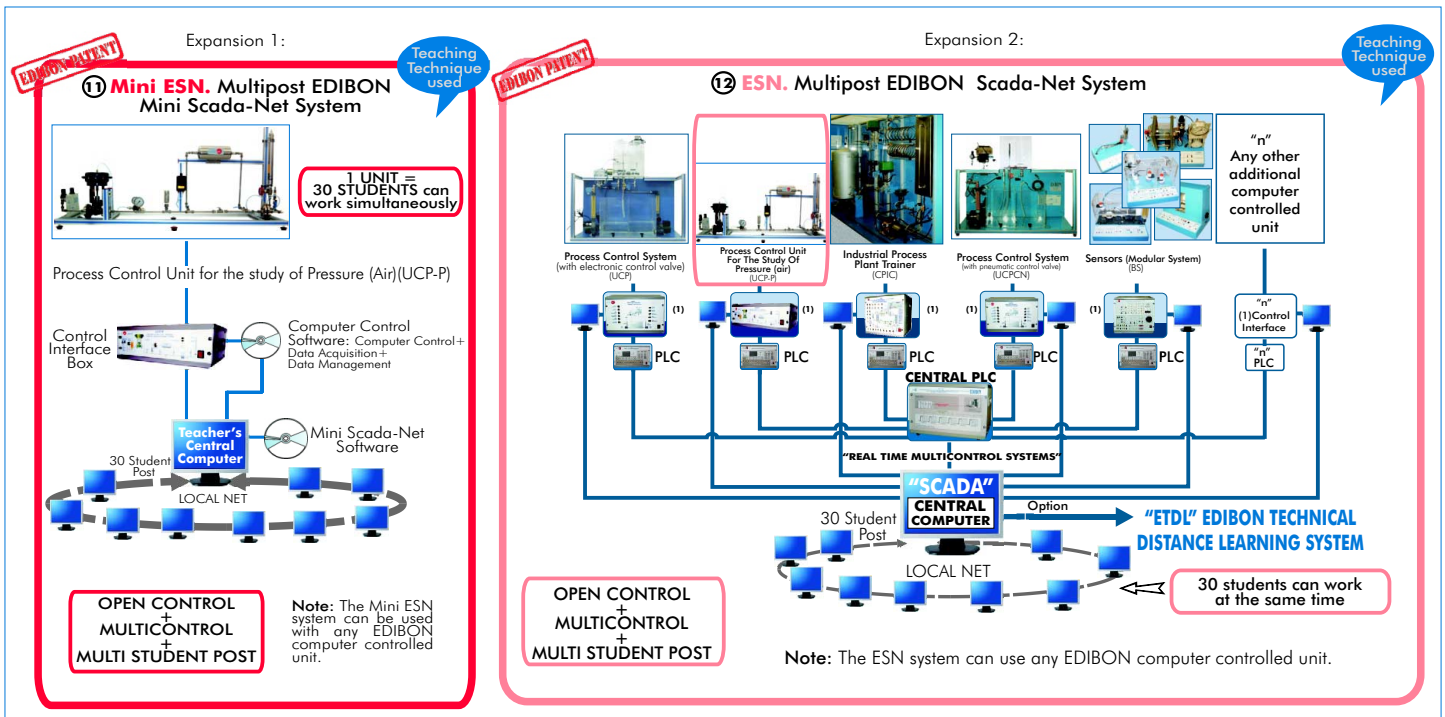 Expansion 1:
EDIBON PATENT
Teaching
Technique
used
11 Mini ESN. Multipost EDIBON
Mini Scada-Net System
1 UNIT =
30 STUDENTS can
work simultaneously
Process Control Unit for the study of Pressure (Air)(UCP-P)
Control
Interface
Box
Computer Control
Software: Computer Control+
Data Acquisition+
Data Management
Teacher's
Central
Computer
Mini Scada-Net
Software
30 Student
Post
LOCAL NET
OPEN CONTROL
+
MULTICONTROL
+
MULTI STUDENT POST
Note: The Mini ESN
system can be used
with any EDIBON
computer controlled
unit.
Expansion 2:
EDIBON PATENT
Teaching
Technique
used
12 ESN. Multipost EDIBON Scada-Net System
Process Control System
(with electronic control valve)
(UCP)
Process Control Unit
For The Study Of
Pressure (air)
(UCP-P)
Industrial Process
Plant Trainer
(CPIC)
Process Control System
(with pneumatic control valve)
(UCPCN)
Sensors (Modular System)
(BS)
"n"
Any other
additional
computer
controlled
unit
(1)
(1)
(1)
(1)
(1)
"n"
(1)Control
Interface
PLC
PLC
PLC
PLC
PLC
"n"
PLC
CENTRAL PLC
"REAL TIME MULTICONTROL SYSTEMS"
"SCADA"
CENTRAL
COMPUTER
Option
"ETDL" EDIBON TECHNICAL
DISTANCE LEARNING SYSTEM
30 Student
Post
LOCAL NET
30 students can work
at the same time
OPEN CONTROL
+
MULTICONTROL
+
MULTI STUDENT POST
Note: The ESN system can use any EDIBON computer controlled unit.